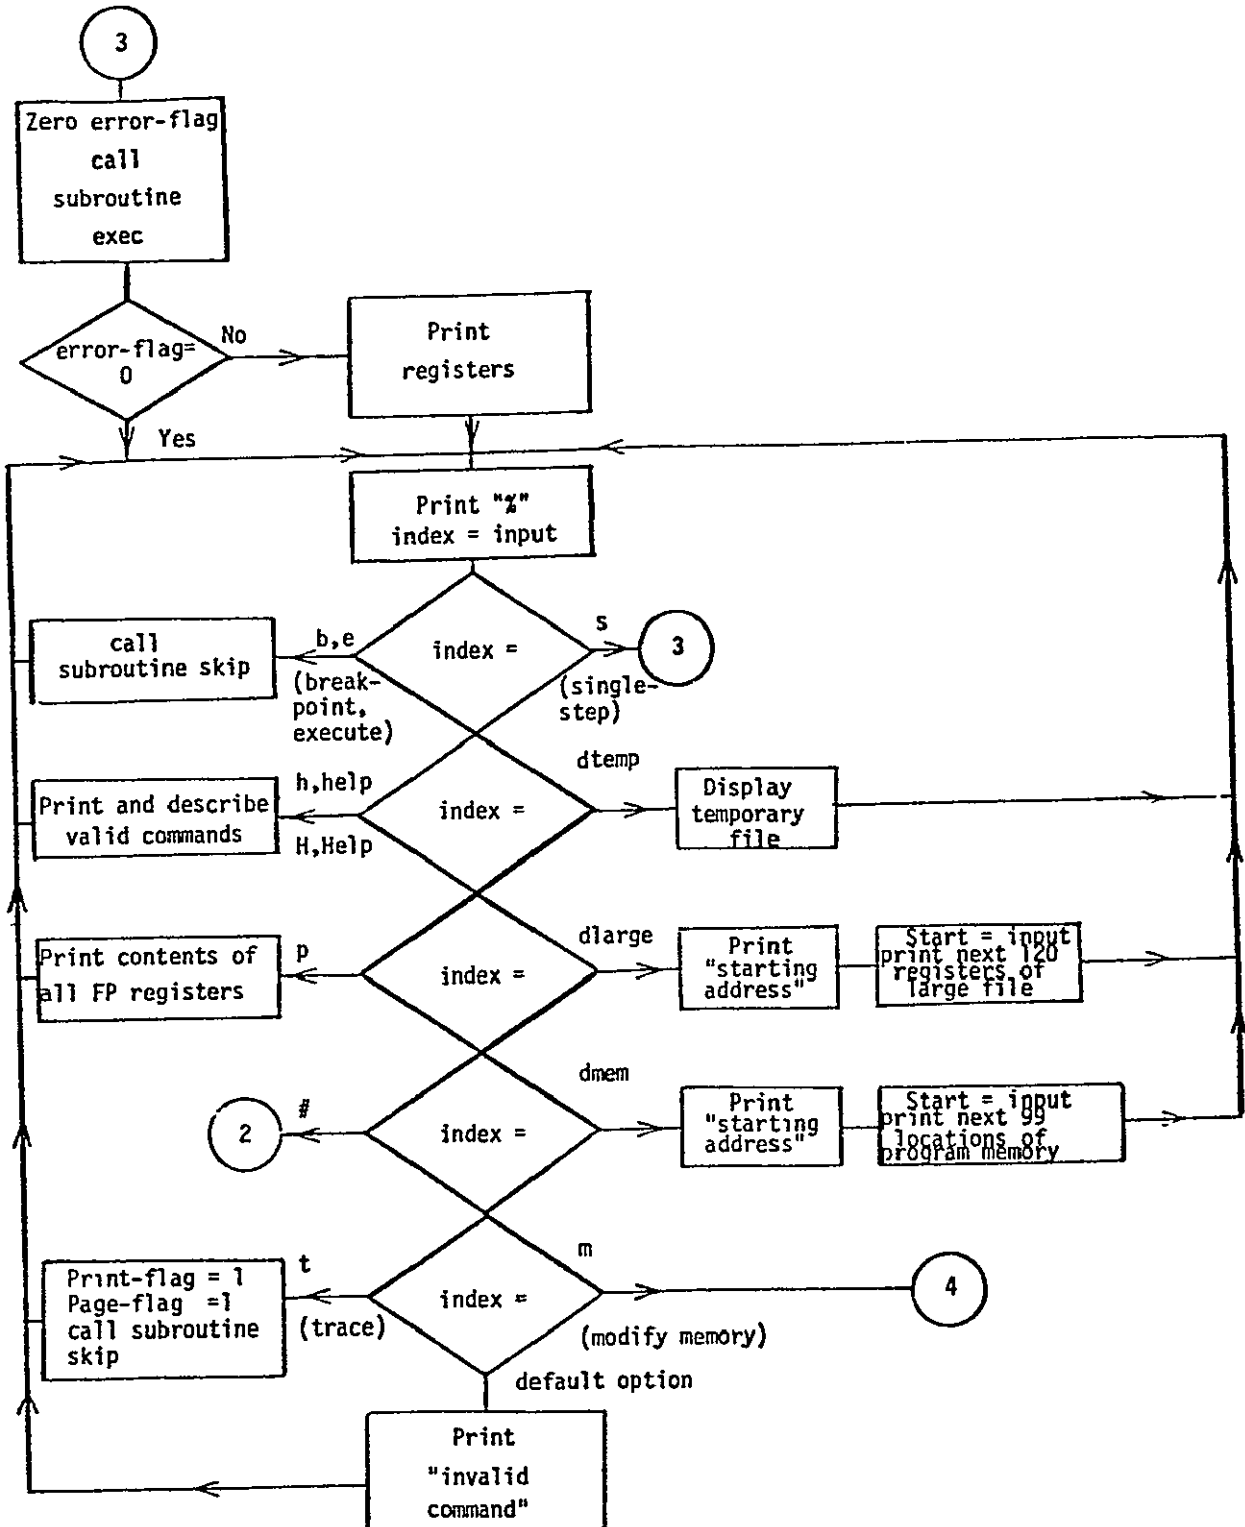 3
Zero error-flag
call
subroutine
exec
error-flag=
0
No
Print
registers
Yes
Print "%"
index = input
call
subroutine skip
b,e
(break-
point,
execute)
index =
s
(single-
step)
3
Print and describe
valid commands
h,help
H,Help
index =
dtemp
Display
temporary
file
Print contents of
all FP registers
p
index =
dlarge
Print
"starting
address"
Start = input
print next 120
registers of
large file
2
#
index =
dmem
Print
"starting
address"
Start = input
print next 99
locations of
program memory
Print-flag = 1
Page-flag =1
call subroutine
skip
t
(trace)
index =
m
(modify memory)
4
default option
Print
"invalid
command"